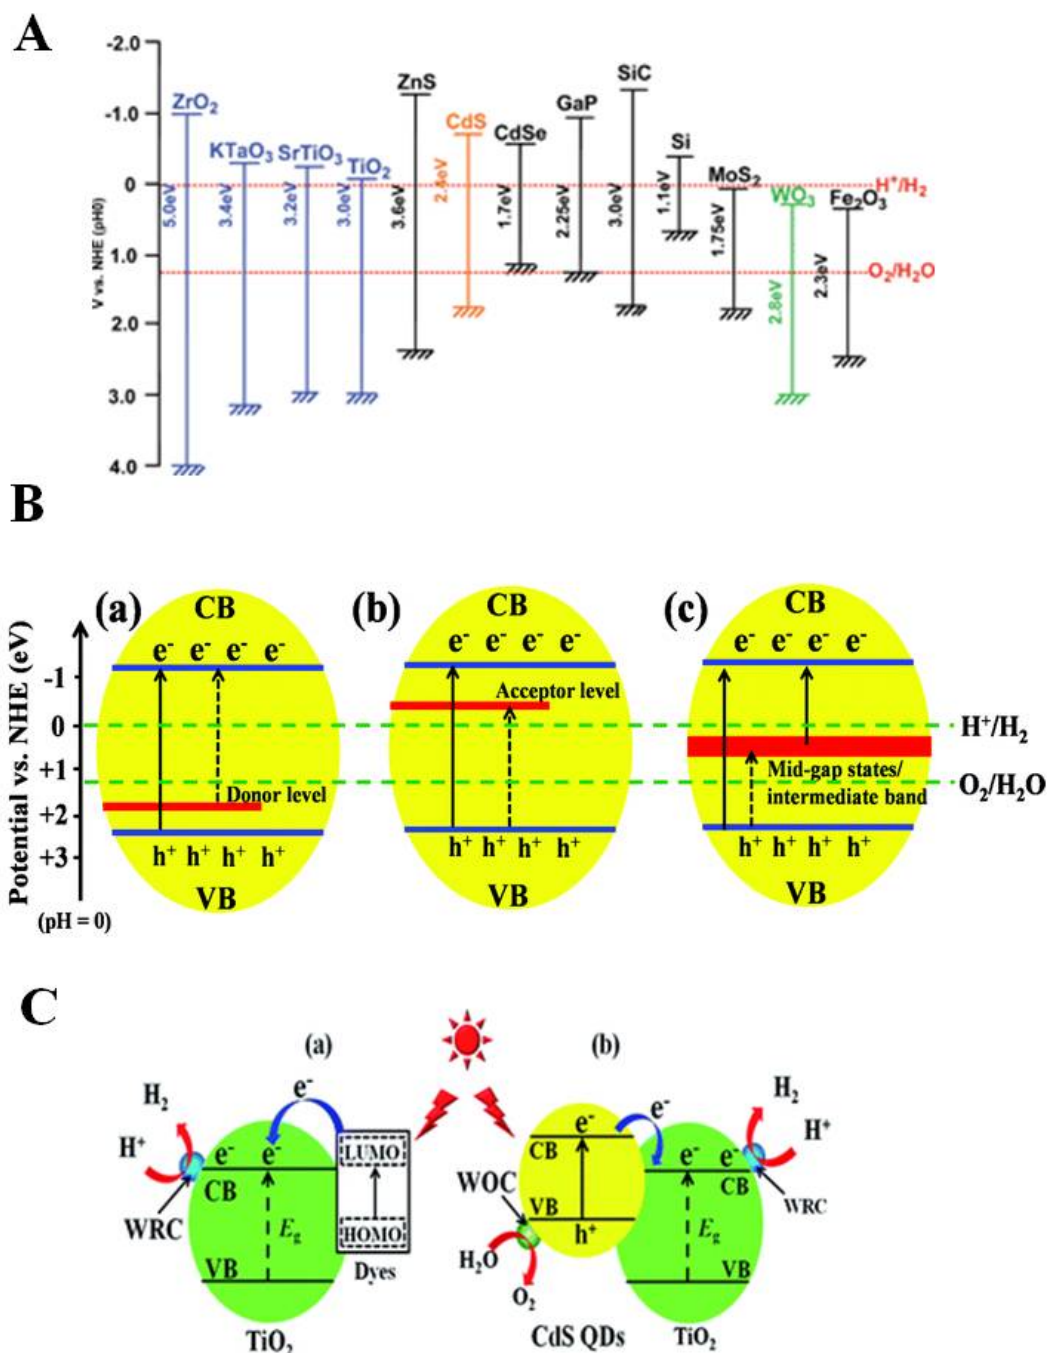 A
-2.0
-1.0
0
1.0
2.0
3.0
4.0
V vs. NHE (pH0)
ZrO2
5.0eV
KTaO3
3.4eV
SrTiO3
3.2eV
TiO2
3.0eV
ZnS
3.6eV
CdS
2.4eV
CdSe
1.7eV
GaP
2.25eV
SiC
3.0eV
Si
1.1eV
MoS2
1.75eV
WO3
2.8eV
Fe2O3
2.3eV
H+/H2
O2/H2O
B
Potential vs. NHE (eV)
-1
0
+1
+2
+3
(pH = 0)
(a)
CB
e- e- e- e-
Donor level
h+ h+ h+ h+
VB
(b)
CB
e- e- e- e-
Acceptor level
h+ h+ h+ h+
VB
(c)
CB
e- e- e- e-
Mid-gap states/
intermediate band
h+ h+ h+ h+
VB
H+/H2
O2/H2O
C
(a)
H2
H+
WRC
e-
e- e-
CB
Eg
VB
TiO2
LUMO
HOMO
Dyes
(b)
e-
e-
CB
VB
h+
WOC
H2O
O2
CdS QDs
e- e-
CB
Eg
VB
TiO2
H2
H+
WRC